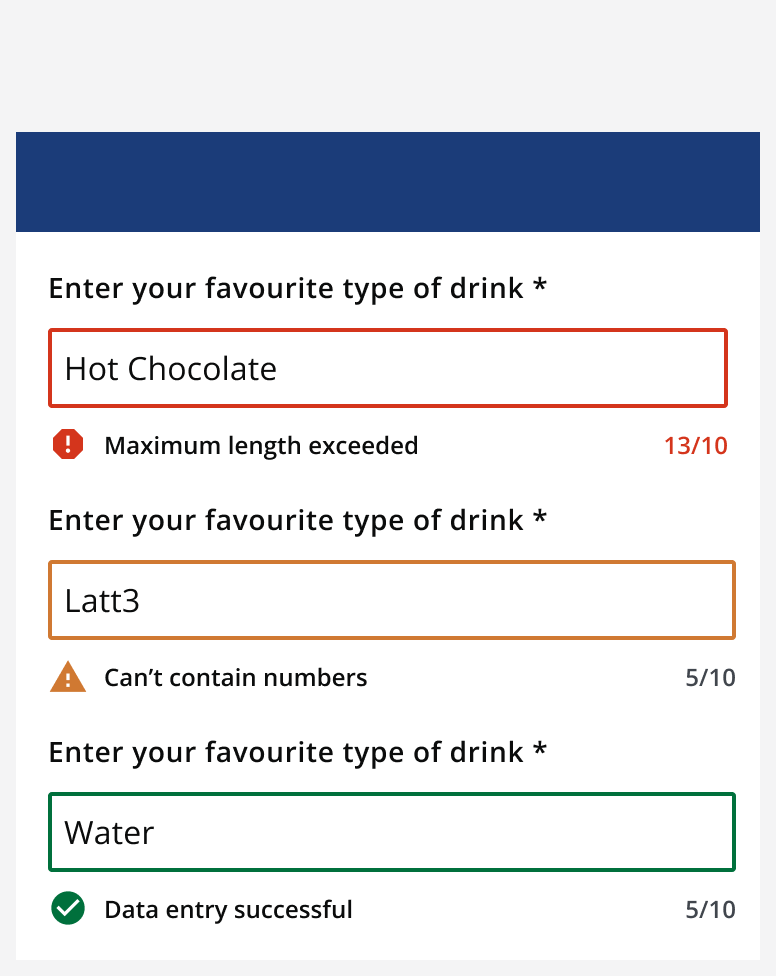 Enter your favourite type of drink *
Hot Chocolate
Maximum length exceeded 13/10
Enter your favourite type of drink *
Latt3
Can’t contain numbers 5/10
Enter your favourite type of drink *
Water
Data entry successful 5/10